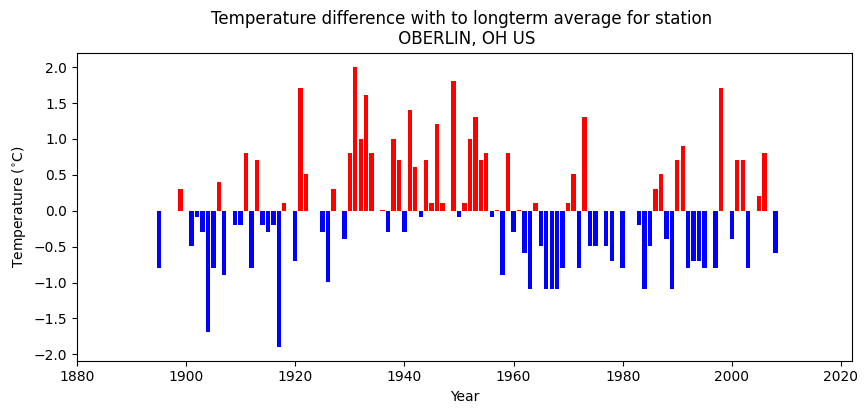 Temperature difference with to longterm average for station
OBERLIN, OH US
Temperature (°C)
2.0
1.5
1.0
0.5
0.0
−0.5
−1.0
−1.5
−2.0
1880 1900 1920 1940 1960 1980 2000 2020
Year